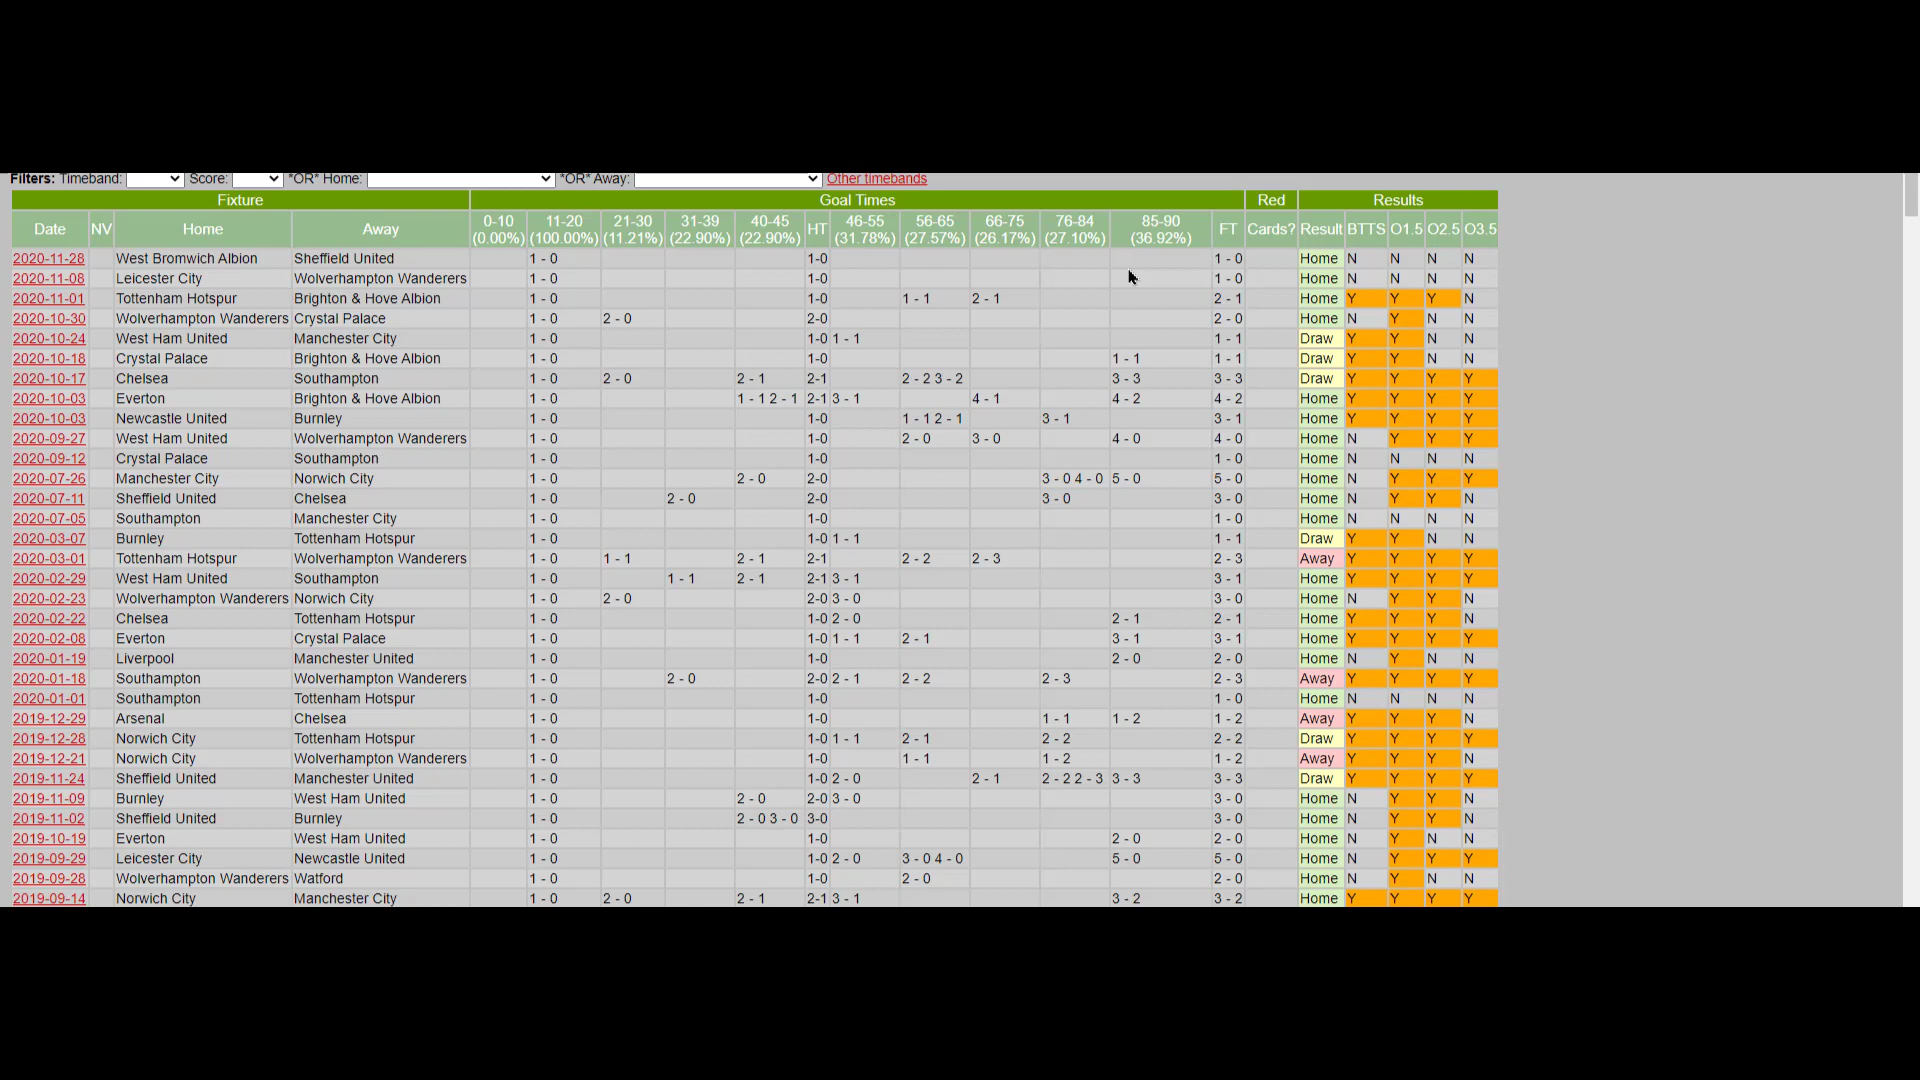 Filters: Timeband: Score: *OR* Home: *OR* Away: Other timebands
Fixture Goal Times Red Results
Date NV Home Away 0-10 (0.00%) 11-20 (100.00%) 21-30 (11.21%) 31-39 (22.90%) 40-45 (22.90%) HT 46-55 (31.78%) 56-65 (27.57%) 66-75 (26.17%) 76-84 (27.10%) 85-90 (36.92%) FT Cards? Result BTTS O1.5 O2.5 O3.5
2020-11-28 West Bromwich Albion Sheffield United 1 - 0 1-0 1 - 0 Home N N N N
2020-11-08 Leicester City Wolverhampton Wanderers 1 - 0 1-0 1 - 0 Home N N N N
2020-11-01 Tottenham Hotspur Brighton & Hove Albion 1 - 0 1-0 1 - 1 2 - 1 2 - 1 Home Y Y Y N
2020-10-30 Wolverhampton Wanderers Crystal Palace 1 - 0 2 - 0 2-0 2 - 0 Home N Y N N
2020-10-24 West Ham United Manchester City 1 - 0 1-0 1 - 1 1 - 1 Draw Y Y N N
2020-10-18 Crystal Palace Brighton & Hove Albion 1 - 0 1-0 1 - 1 1 - 1 Draw Y Y N N
2020-10-17 Chelsea Southampton 1 - 0 2 - 0 2 - 1 2-1 2 - 2 3 - 2 3 - 3 3 - 3 Draw Y Y Y Y
2020-10-03 Everton Brighton & Hove Albion 1 - 0 1 - 1 2 - 1 2-1 3 - 1 4 - 1 4 - 2 4 - 2 Home Y Y Y Y
2020-10-03 Newcastle United Burnley 1 - 0 1-0 1 - 1 2 - 1 3 - 1 3 - 1 Home Y Y Y Y
2020-09-27 West Ham United Wolverhampton Wanderers 1 - 0 1-0 2 - 0 3 - 0 4 - 0 4 - 0 Home N Y Y Y
2020-09-12 Crystal Palace Southampton 1 - 0 1-0 1 - 0 Home N N N N
2020-07-26 Manchester City Norwich City 1 - 0 2 - 0 2-0 3 - 0 4 - 0 5 - 0 5 - 0 Home N Y Y Y
2020-07-11 Sheffield United Chelsea 1 - 0 2 - 0 2-0 3 - 0 3 - 0 Home N Y Y N
2020-07-05 Southampton Manchester City 1 - 0 1-0 1 - 0 Home N N N N
2020-03-07 Burnley Tottenham Hotspur 1 - 0 1-0 1 - 1 1 - 1 Draw Y Y N N
2020-03-01 Tottenham Hotspur Wolverhampton Wanderers 1 - 0 1 - 1 2 - 1 2-1 2 - 2 2 - 3 2 - 3 Away Y Y Y Y
2020-02-29 West Ham United Southampton 1 - 0 1 - 1 2 - 1 2-1 3 - 1 3 - 1 Home Y Y Y Y
2020-02-23 Wolverhampton Wanderers Norwich City 1 - 0 2 - 0 2-0 3 - 0 3 - 0 Home N Y Y N
2020-02-22 Chelsea Tottenham Hotspur 1 - 0 1-0 2 - 0 2 - 1 2 - 1 Home Y Y Y N
2020-02-08 Everton Crystal Palace 1 - 0 1-0 1 - 1 2 - 1 3 - 1 3 - 1 Home Y Y Y Y
2020-01-19 Liverpool Manchester United 1 - 0 1-0 2 - 0 2 - 0 Home N Y N N
2020-01-18 Southampton Wolverhampton Wanderers 1 - 0 2 - 0 2-0 2 - 1 2 - 2 2 - 3 2 - 3 Away Y Y Y Y
2020-01-01 Southampton Tottenham Hotspur 1 - 0 1-0 1 - 0 Home N N N N
2019-12-29 Arsenal Chelsea 1 - 0 1-0 1 - 1 1 - 2 1 - 2 Away Y Y Y N
2019-12-28 Norwich City Tottenham Hotspur 1 - 0 1-0 1 - 1 2 - 1 2 - 2 2 - 2 Draw Y Y Y Y
2019-12-21 Norwich City Wolverhampton Wanderers 1 - 0 1-0 1 - 1 1 - 2 1 - 2 Away Y Y Y N
2019-11-24 Sheffield United Manchester United 1 - 0 1-0 2 - 0 2 - 1 2 - 2 2 - 3 3 - 3 3 - 3 Draw Y Y Y Y
2019-11-09 Burnley West Ham United 1 - 0 2 - 0 2-0 3 - 0 3 - 0 Home N Y Y N
2019-11-02 Sheffield United Burnley 1 - 0 2 - 0 3 - 0 3-0 3 - 0 Home N Y Y N
2019-10-19 Everton West Ham United 1 - 0 1-0 2 - 0 2 - 0 Home N Y N N
2019-09-29 Leicester City Newcastle United 1 - 0 1-0 2 - 0 3 - 0 4 - 0 5 - 0 5 - 0 Home N Y Y Y
2019-09-28 Wolverhampton Wanderers Watford 1 - 0 1-0 2 - 0 2 - 0 Home N Y N N
2019-09-14 Norwich City Manchester City 1 - 0 2 - 0 2 - 1 2-1 3 - 1 3 - 2 3 - 2 Home Y Y Y Y